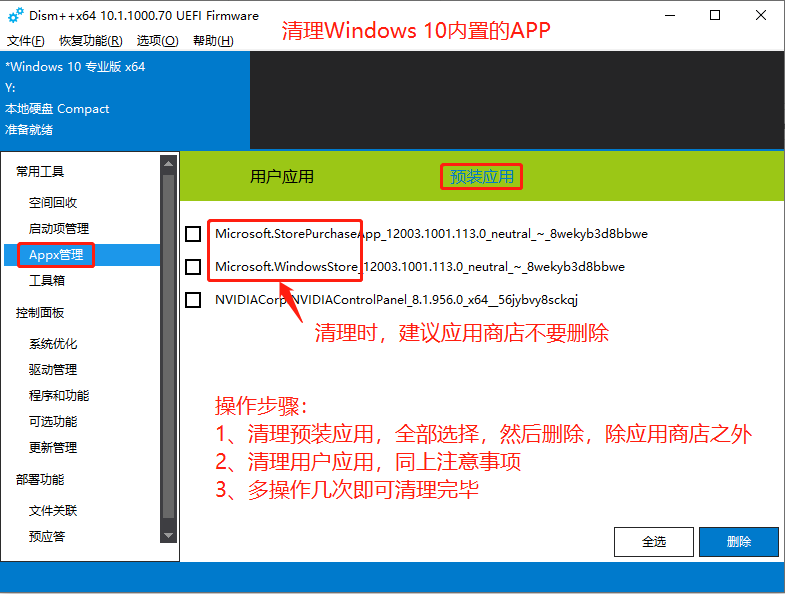 Dism++x64 10.1.1000.70 UEFI Firmware
清理Windows 10内置的APP
文件(F) 恢复功能(R) 选项(O) 帮助(H)
*Windows 10 专业版 x64
Y:
本地硬盘 Compact
准备就绪
常用工具
空间回收
启动项管理
Appx管理
工具箱
控制面板
系统优化
驱动管理
程序和功能
可选功能
更新管理
部署功能
文件关联
预应答
用户应用 预装应用
Microsoft.StorePurchaseApp_12003.1001.113.0_neutral_~_8wekyb3d8bbwe
Microsoft.WindowsStore_12003.1001.113.0_neutral_~_8wekyb3d8bbwe
NVIDIACorp.NVIDIAControlPanel_8.1.956.0_x64__56jybvy8sckqj
清理时，建议应用商店不要删除
操作步骤：
1、清理预装应用，全部选择，然后删除，除应用商店之外
2、清理用户应用，同上注意事项
3、多操作几次即可清理完毕
全选 删除